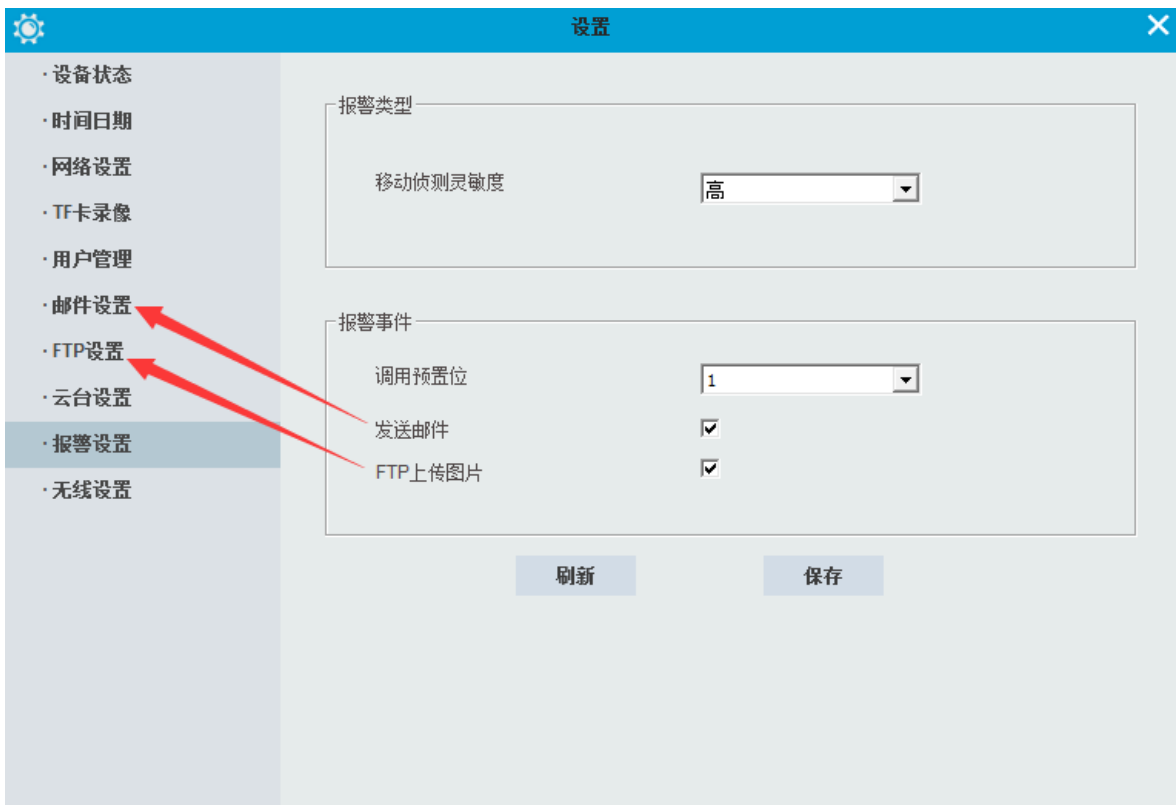 设置
·设备状态
·时间日期
·网络设置
·TF卡录像
·用户管理
·邮件设置
·FTP设置
·云台设置
·报警设置
·无线设置
报警类型
移动侦测灵敏度 高
报警事件
调用预置位 1
发送邮件
FTP上传图片
刷新 保存